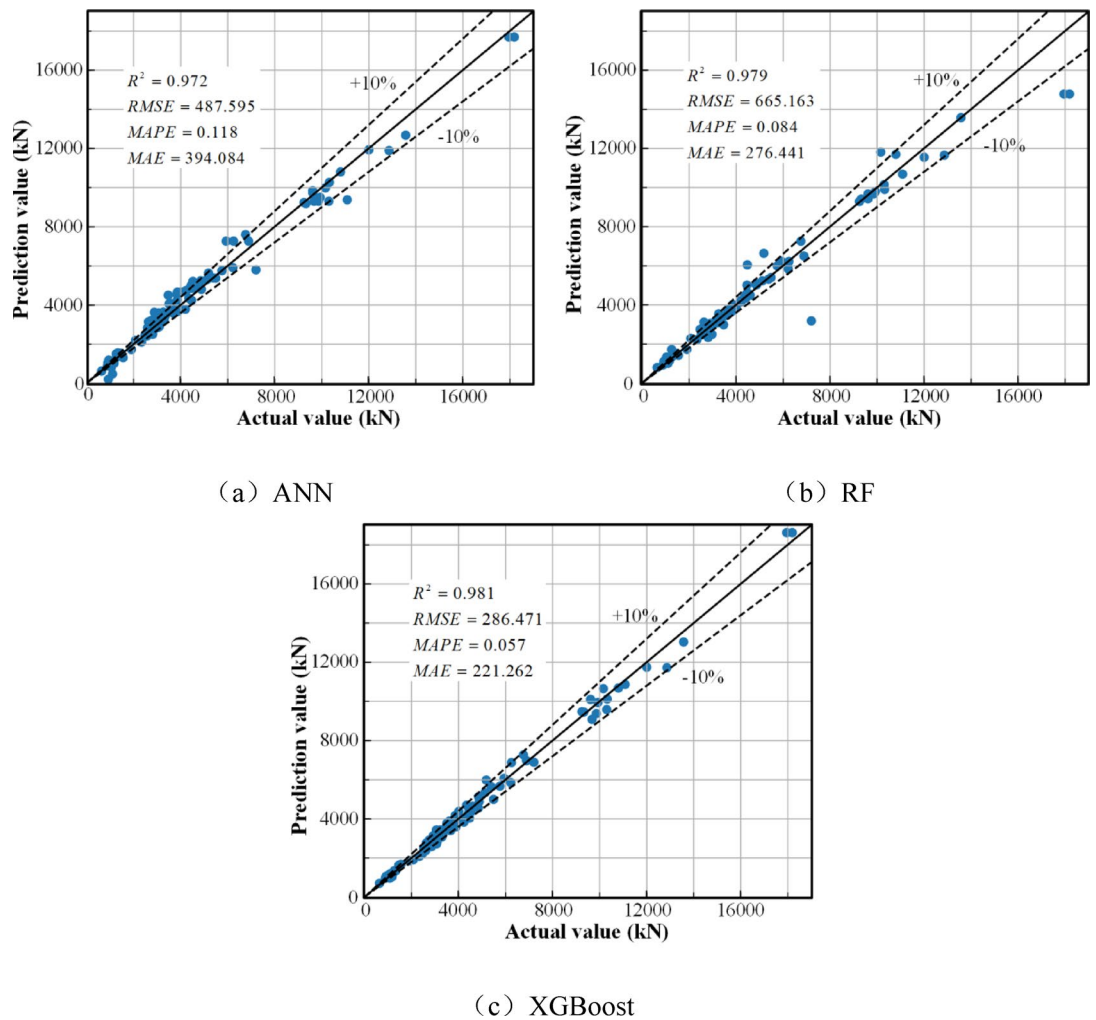 16000
12000
8000
4000
0
Prediction value (kN)
R² = 0.972
RMSE = 487.595
MAPE = 0.118
MAE = 394.084
+10%
-10%
0 4000 8000 12000 16000
Actual value (kN)
（a）ANN
16000
12000
8000
4000
0
Prediction value (kN)
R² = 0.979
RMSE = 665.163
MAPE = 0.084
MAE = 276.441
+10%
-10%
0 4000 8000 12000 16000
Actual value (kN)
（b）RF
16000
12000
8000
4000
0
Prediction value (kN)
R² = 0.981
RMSE = 286.471
MAPE = 0.057
MAE = 221.262
+10%
-10%
0 4000 8000 12000 16000
Actual value (kN)
（c）XGBoost